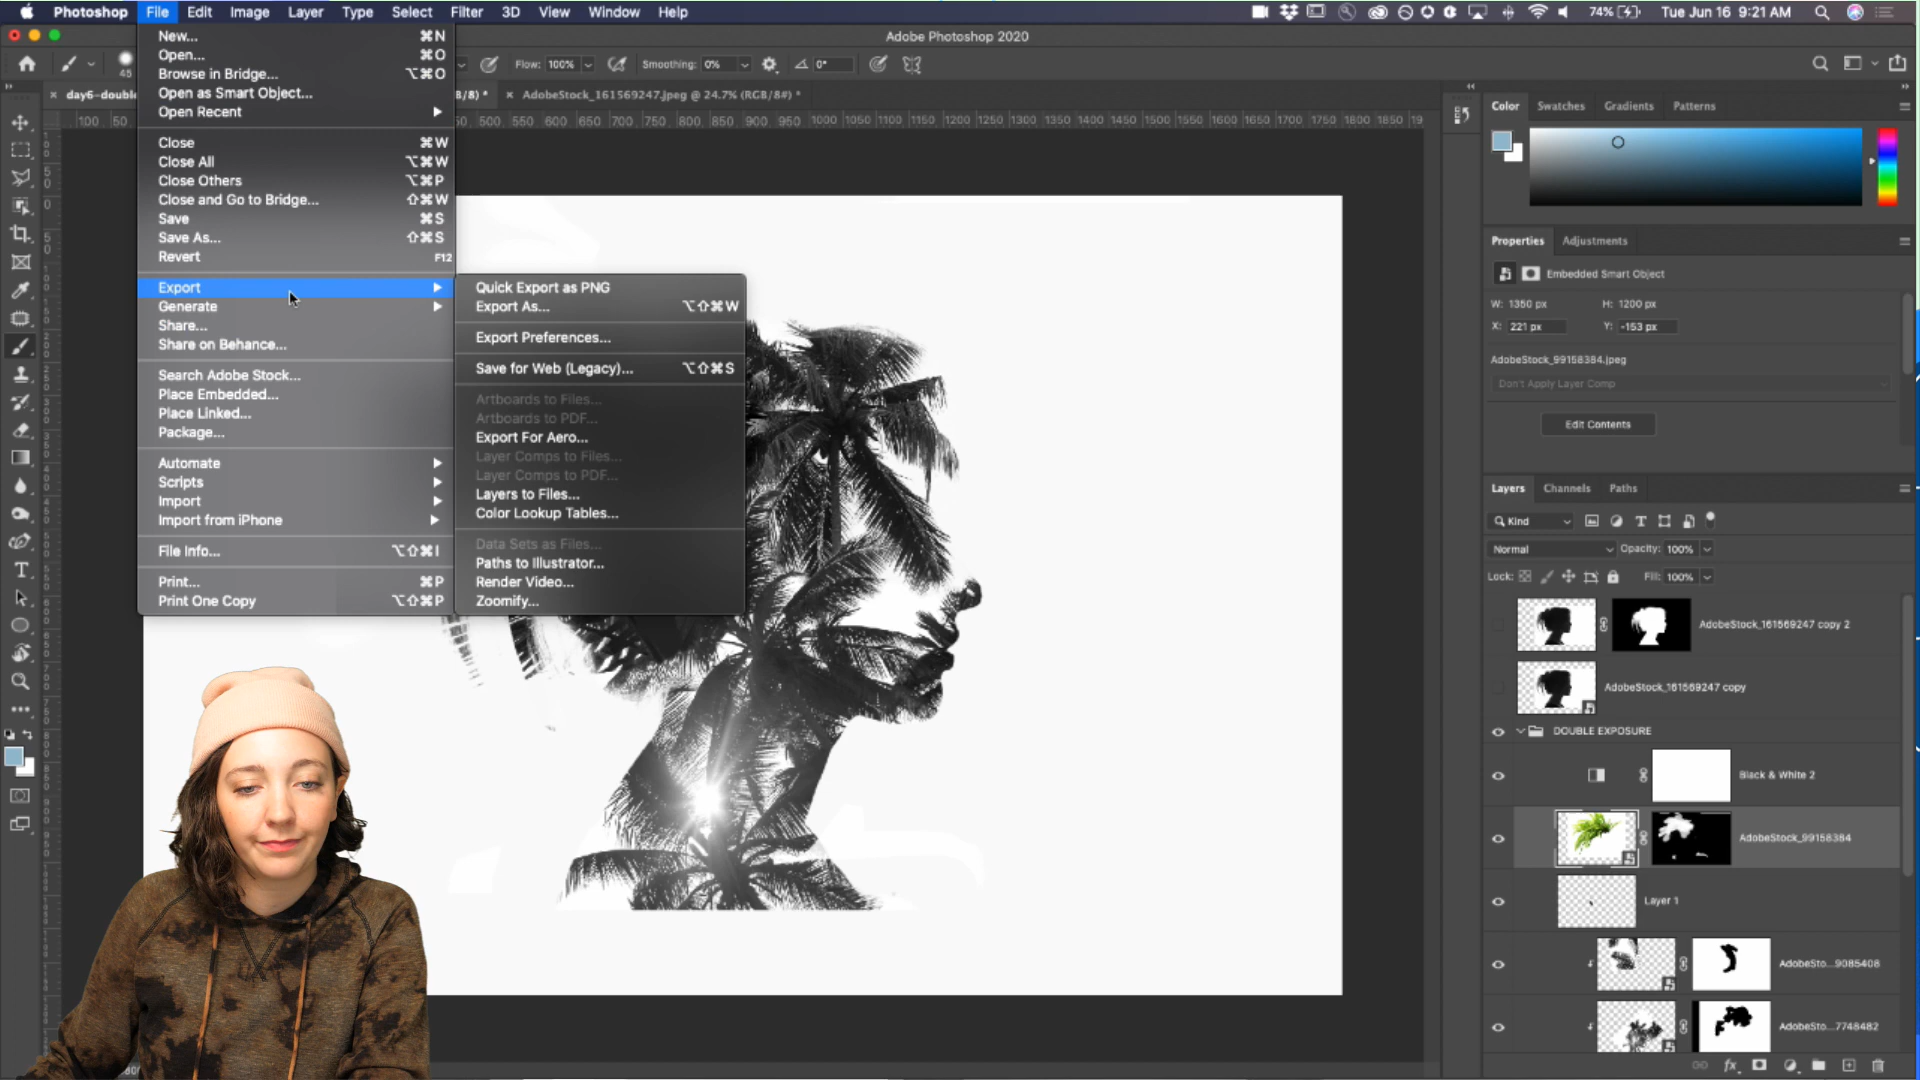 Photoshop File Edit Image Layer Type Select Filter 3D View Window Help
74% Tue Jun 16 9:21 AM
Adobe Photoshop 2020
45 Flow: 100% Smoothing: 0% 0°
day6-double B/8) * AdobeStock_161569247.jpeg @ 24.7% (RGB/8#) *
100 50 500 550 600 650 700 750 800 850 900 950 1000 1050 1100 1150 1200 1250 1300 1350 1400 1450 1500 1550 1600 1650 1700 1750 1800 1850 19
New... ⌘N
Open... ⌘O
Browse in Bridge... ⌥⌘O
Open as Smart Object...
Open Recent
Close ⌘W
Close All ⌥⌘W
Close Others ⌥⌘P
Close and Go to Bridge... ⇧⌘W
Save ⌘S
Save As... ⇧⌘S
Revert F12
Export
Generate
Share...
Share on Behance...
Search Adobe Stock...
Place Embedded...
Place Linked...
Package...
Automate
Scripts
Import
Import from iPhone
File Info... ⌥⇧⌘I
Print... ⌘P
Print One Copy ⌥⇧⌘P
Quick Export as PNG
Export As... ⌥⇧⌘W
Export Preferences...
Save for Web (Legacy)... ⌥⇧⌘S
Artboards to Files...
Artboards to PDF...
Export For Aero...
Layer Comps to Files...
Layer Comps to PDF...
Layers to Files...
Color Lookup Tables...
Data Sets as Files...
Paths to Illustrator...
Render Video...
Zoomify...
Color Swatches Gradients Patterns
Properties Adjustments
Embedded Smart Object
W: 1350 px H: 1200 px
X: 221 px Y: -153 px
AdobeStock_99158384.jpeg
Don't Apply Layer Comp
Edit Contents
Layers Channels Paths
Kind
Normal Opacity: 100%
Lock: Fill: 100%
AdobeStock_161569247 copy 2
AdobeStock_161569247 copy
DOUBLE EXPOSURE
Black & White 2
AdobeStock_99158384
Layer 1
AdobeSto...9085408
AdobeSto...7748482